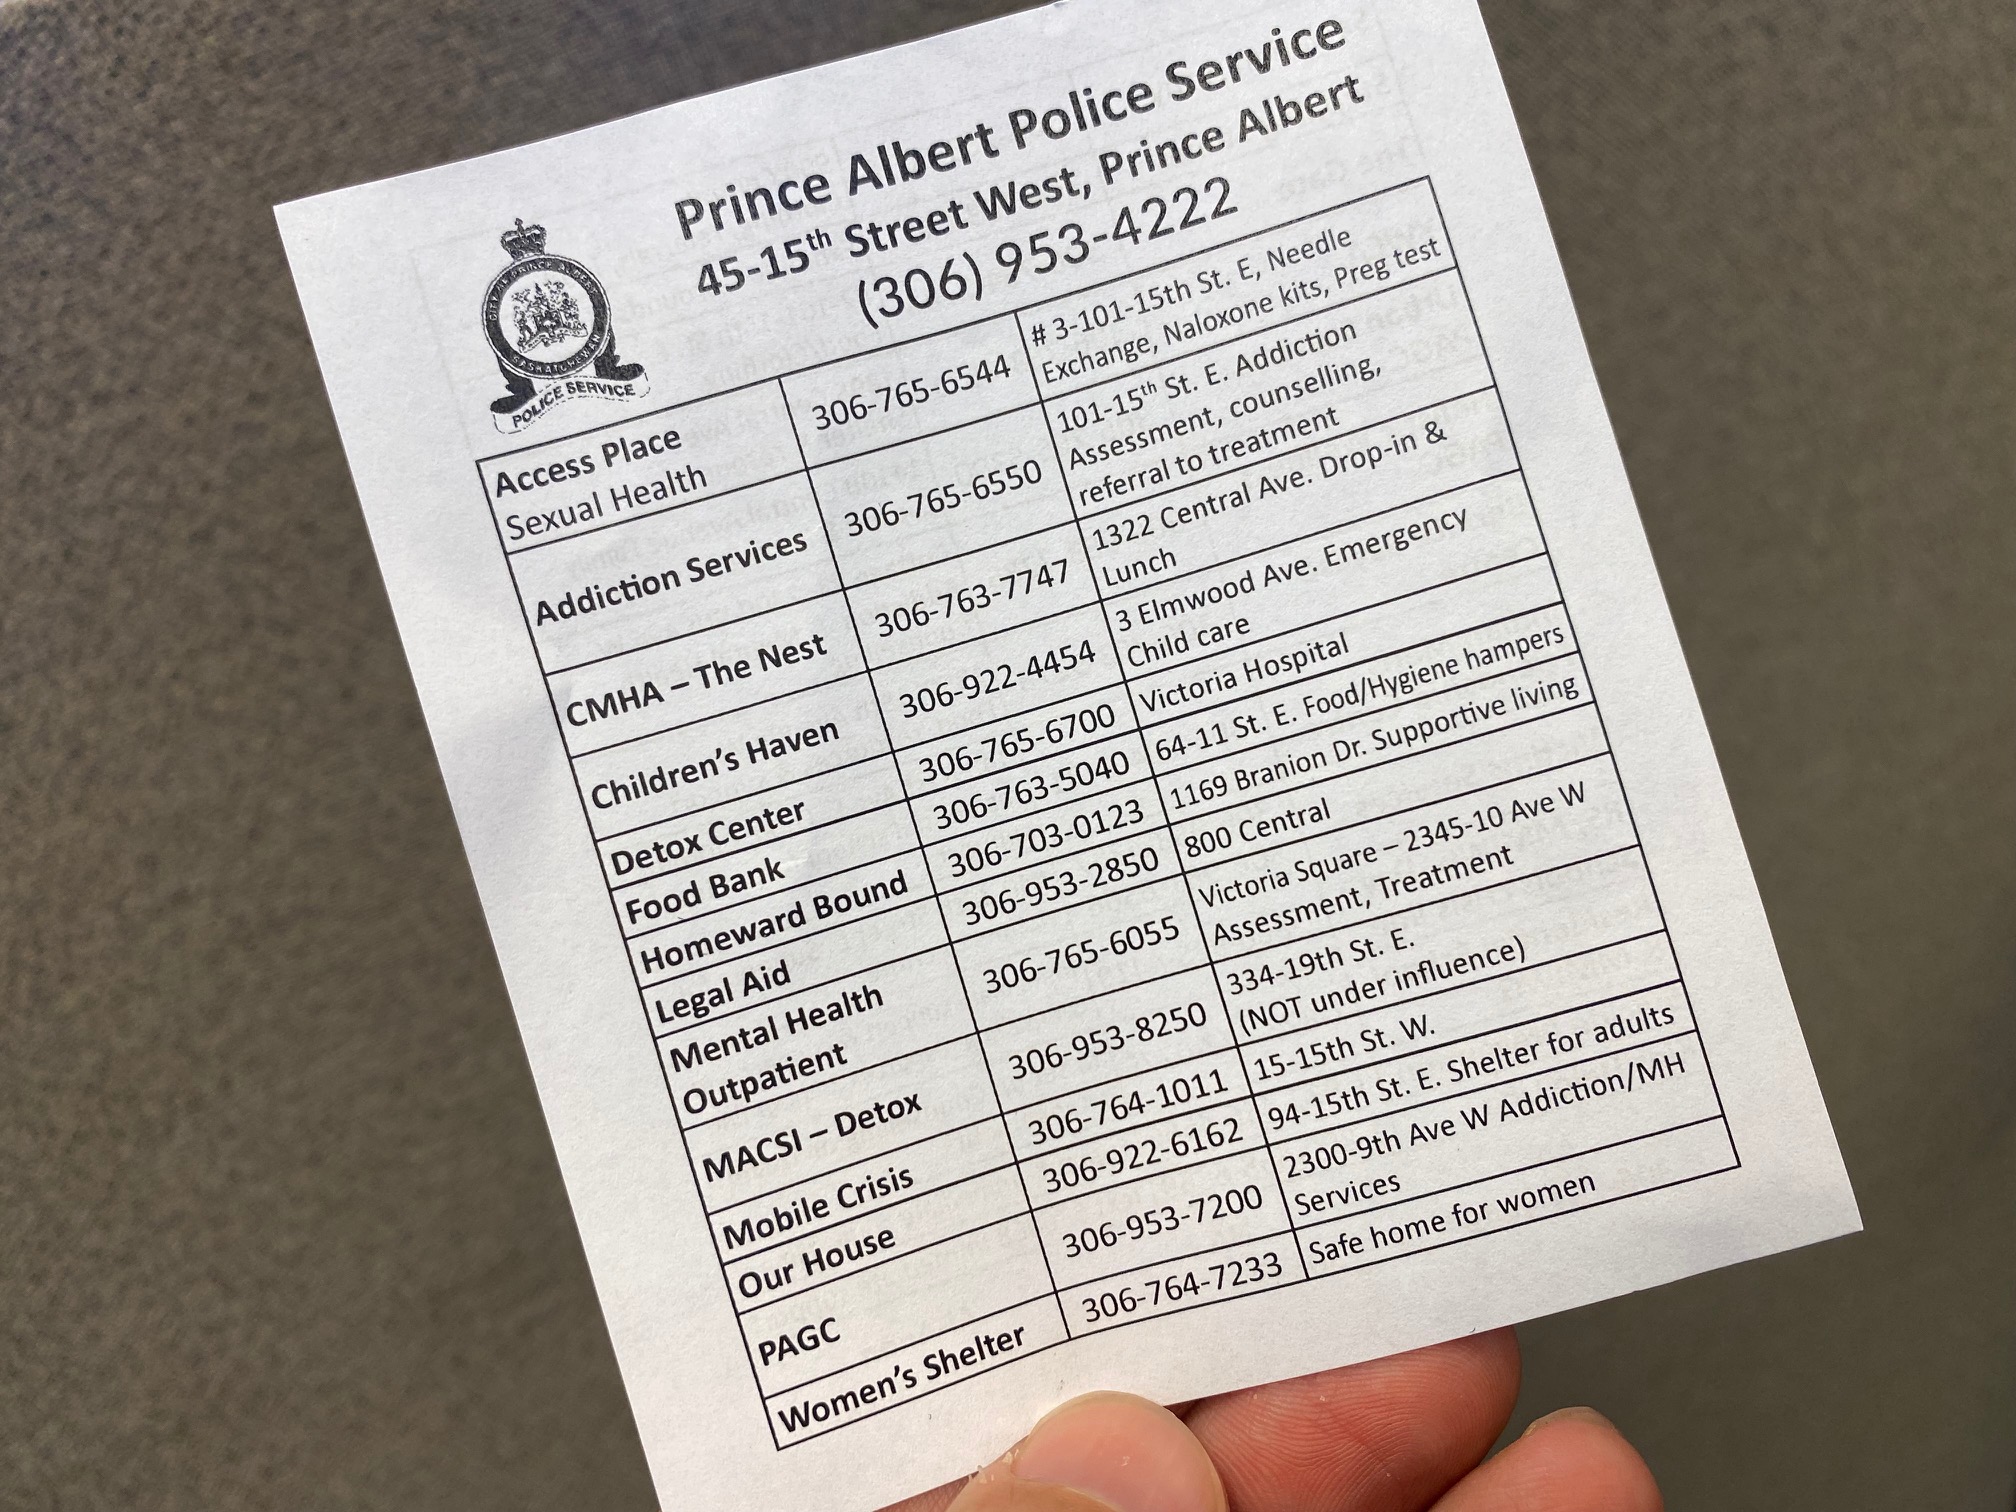 Prince Albert Police Service
45-15th Street West, Prince Albert
(306) 953-4222
CITY OF PRINCE ALBERT
SASKATCHEWAN
POLICE SERVICE
Access Place
Sexual Health
306-765-6544
# 3-101-15th St. E, Needle
Exchange, Naloxone kits, Preg test
Addiction Services
306-765-6550
101-15th St. E. Addiction
Assessment, counselling,
referral to treatment
CMHA – The Nest
306-763-7747
1322 Central Ave. Drop-in &
Lunch
Children's Haven
306-922-4454
3 Elmwood Ave. Emergency
Child care
Detox Center
306-765-6700
Victoria Hospital
Food Bank
306-763-5040
64-11 St. E. Food/Hygiene hampers
Homeward Bound
306-703-0123
1169 Branion Dr. Supportive living
Legal Aid
306-953-2850
800 Central
Mental Health
Outpatient
306-765-6055
Victoria Square – 2345-10 Ave W
Assessment, Treatment
MACSI – Detox
306-953-8250
334-19th St. E.
(NOT under influence)
Mobile Crisis
306-764-1011
15-15th St. W.
Our House
306-922-6162
94-15th St. E. Shelter for adults
PAGC
306-953-7200
2300-9th Ave W Addiction/MH
Services
Women's Shelter
306-764-7233
Safe home for women